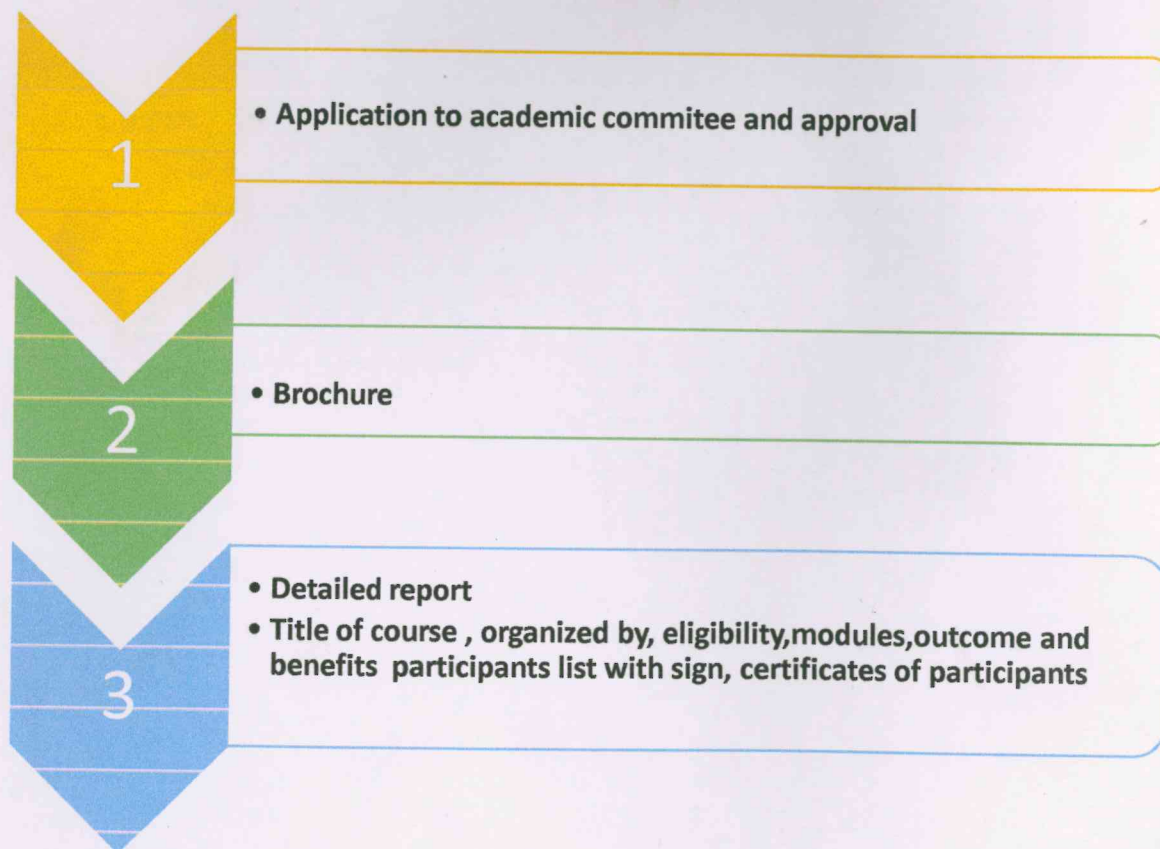 1
• Application to academic commitee and approval
2
• Brochure
3
• Detailed report
• Title of course , organized by, eligibility,modules,outcome and
benefits participants list with sign, certificates of participants